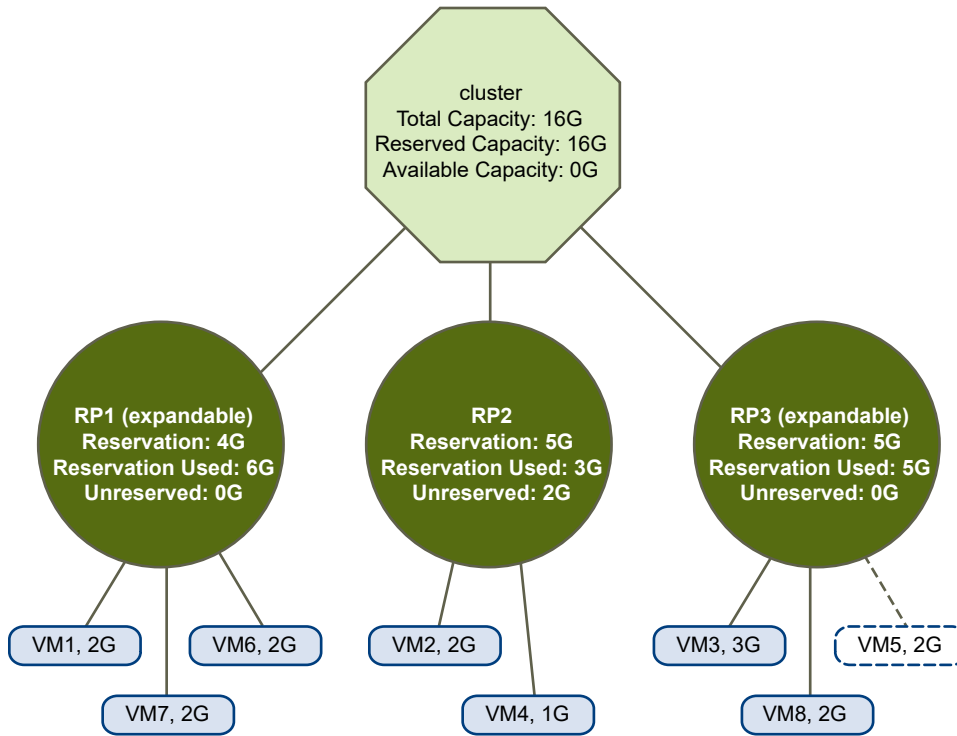 cluster
Total Capacity: 16G
Reserved Capacity: 16G
Available Capacity: 0G
RP1 (expandable)
Reservation: 4G
Reservation Used: 6G
Unreserved: 0G
RP2
Reservation: 5G
Reservation Used: 3G
Unreserved: 2G
RP3 (expandable)
Reservation: 5G
Reservation Used: 5G
Unreserved: 0G
VM1, 2G
VM6, 2G
VM7, 2G
VM2, 2G
VM4, 1G
VM3, 3G
VM5, 2G
VM8, 2G